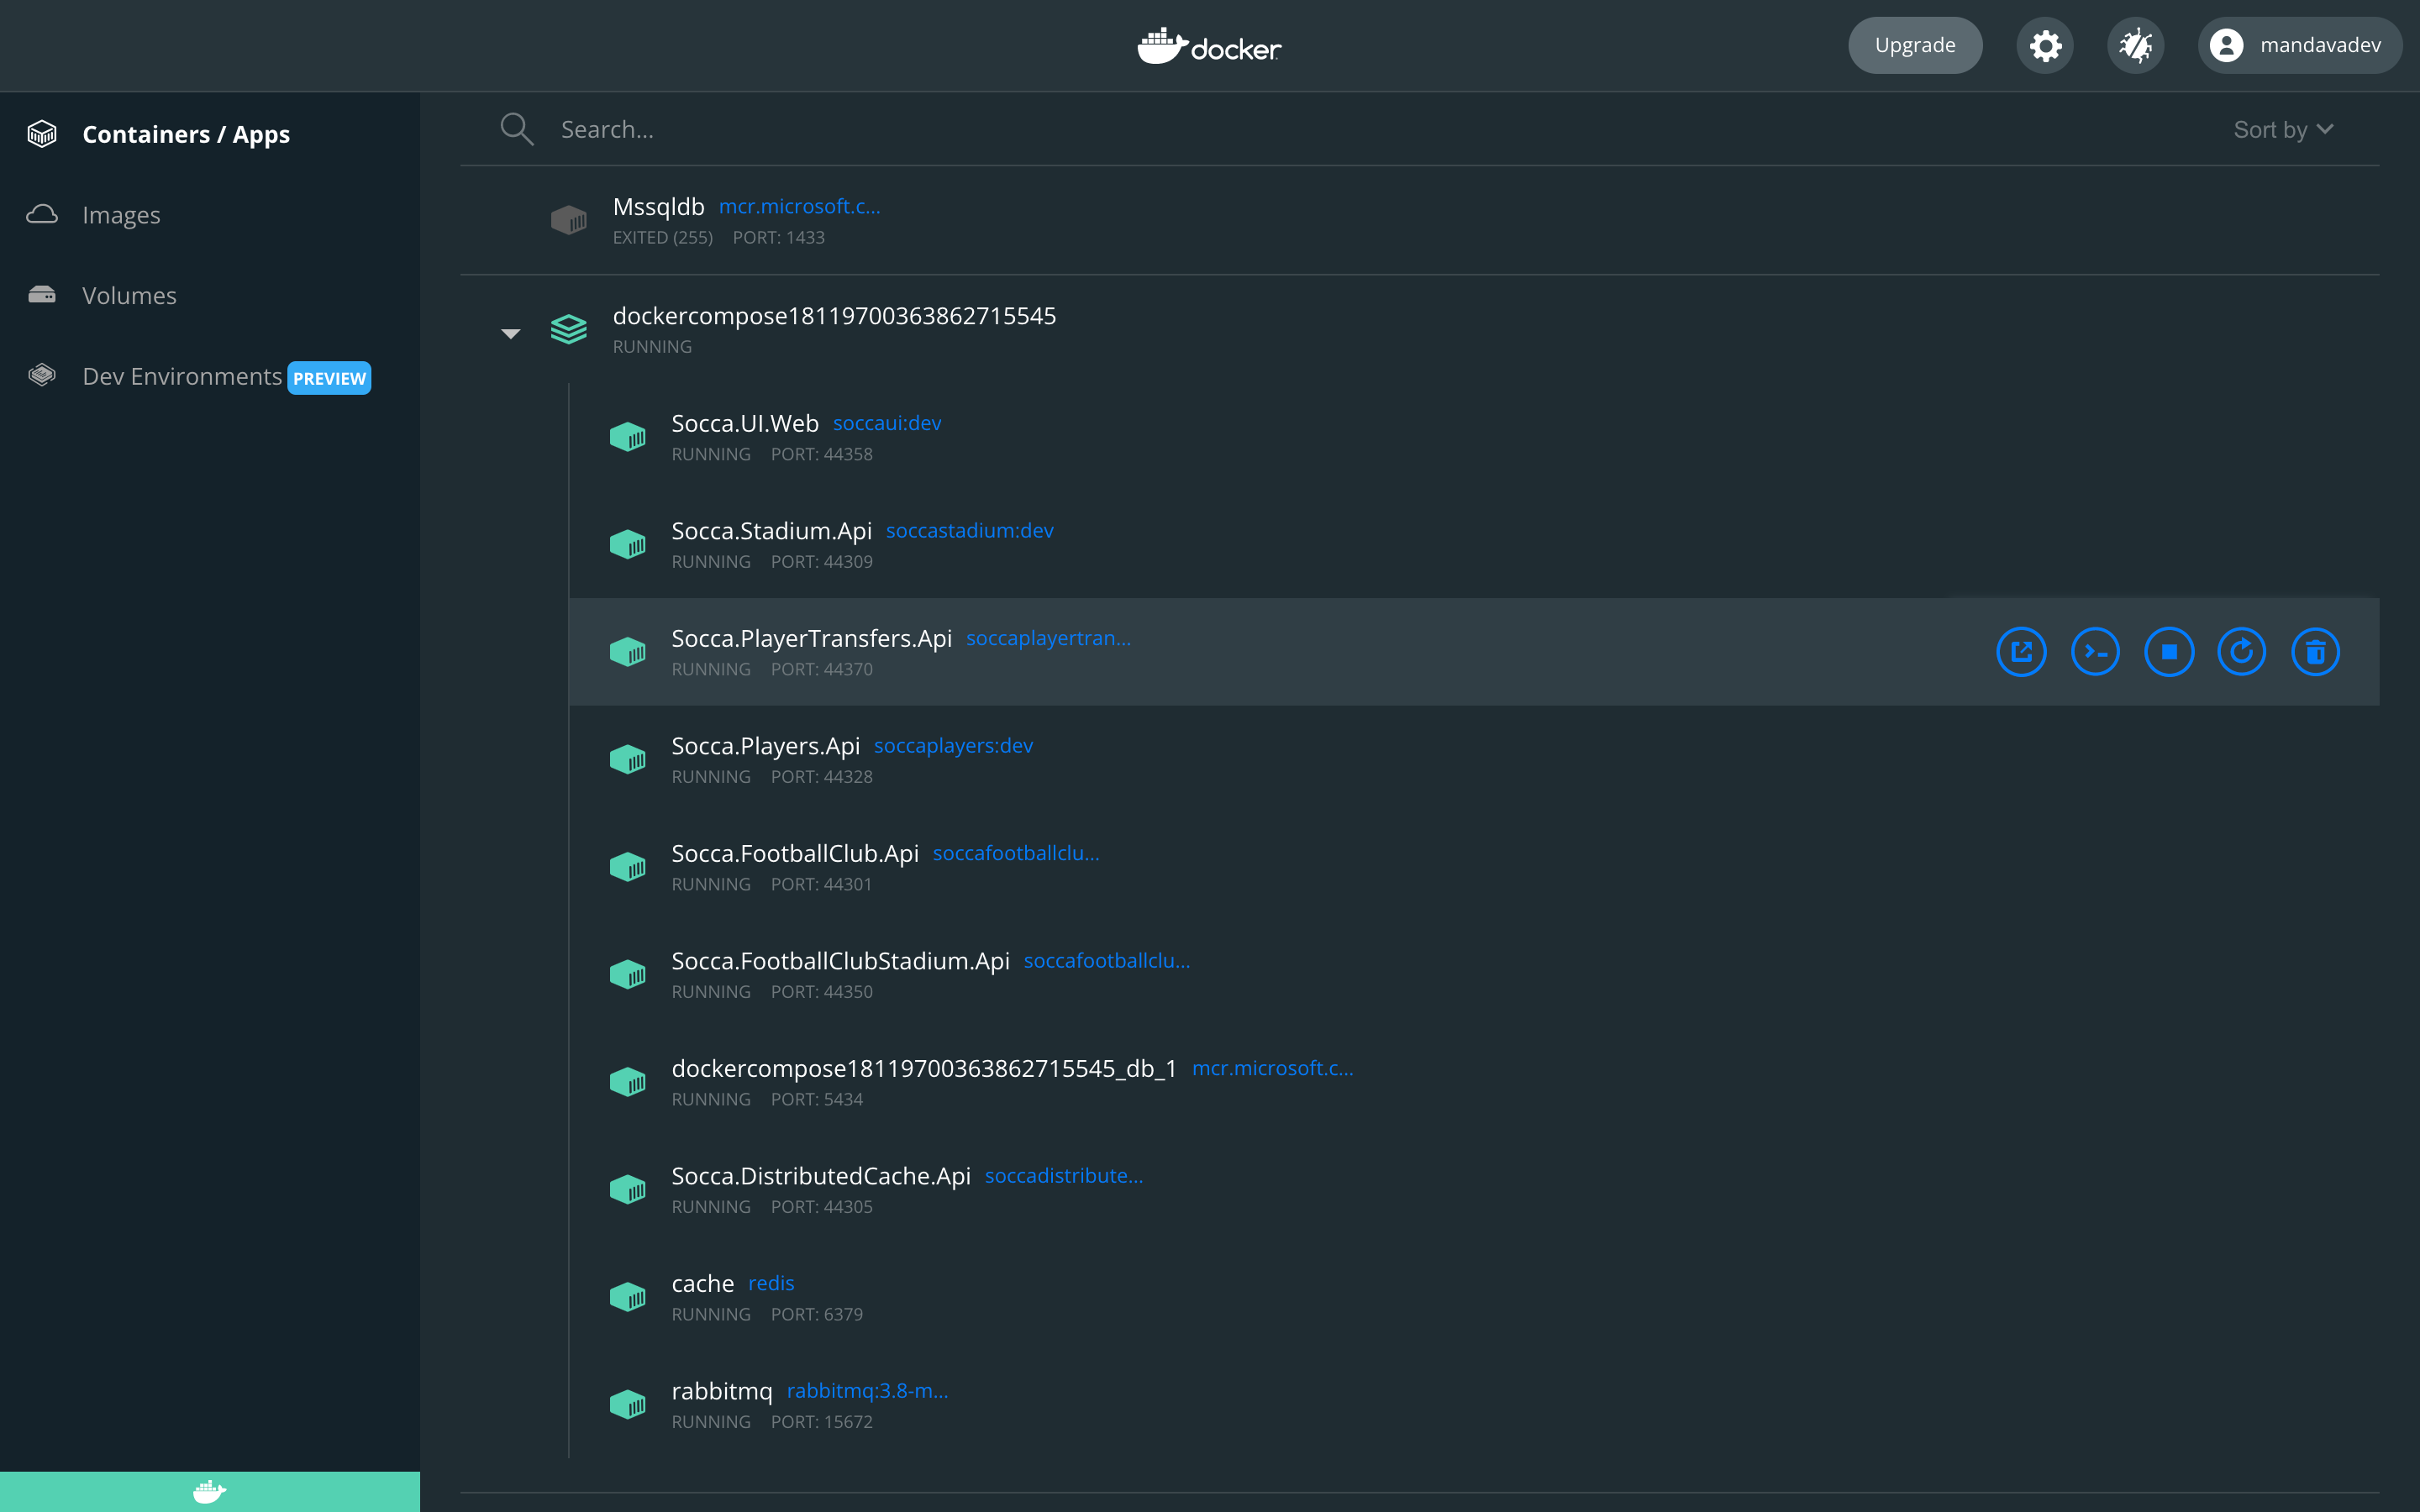 docker
Upgrade
mandavadev
Containers / Apps
Images
Volumes
Dev Environments PREVIEW
Search...
Sort by
Mssqldb mcr.microsoft.c...
EXITED (255) PORT: 1433
dockercompose18119700363862715545
RUNNING
Socca.UI.Web soccaui:dev
RUNNING PORT: 44358
Socca.Stadium.Api soccastadium:dev
RUNNING PORT: 44309
Socca.PlayerTransfers.Api soccaplayertran...
RUNNING PORT: 44370
Socca.Players.Api soccaplayers:dev
RUNNING PORT: 44328
Socca.FootballClub.Api soccafootballclu...
RUNNING PORT: 44301
Socca.FootballClubStadium.Api soccafootballclu...
RUNNING PORT: 44350
dockercompose18119700363862715545_db_1 mcr.microsoft.c...
RUNNING PORT: 5434
Socca.DistributedCache.Api soccadistribute...
RUNNING PORT: 44305
cache redis
RUNNING PORT: 6379
rabbitmq rabbitmq:3.8-m...
RUNNING PORT: 15672